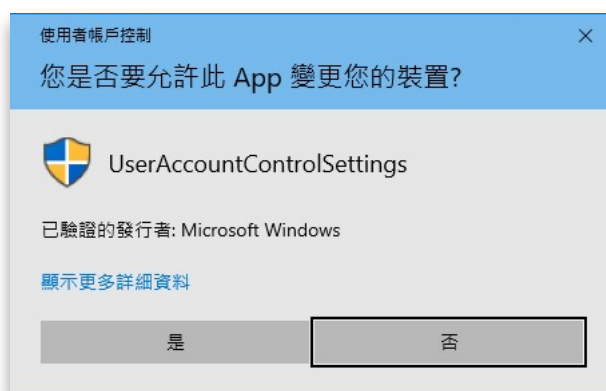 使用者帳戶控制
您是否要允許此 App 變更您的裝置?
UserAccountControlSettings
已驗證的發行者: Microsoft Windows
顯示更多詳細資料
是
否